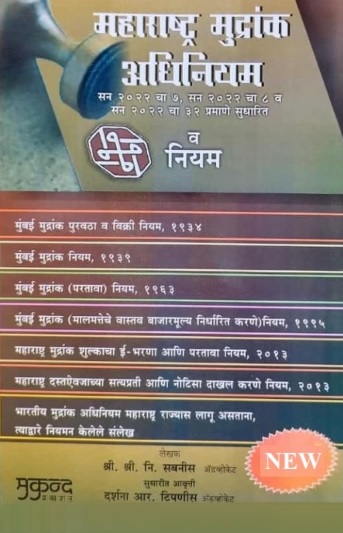 महाराष्ट्र मुद्रांक
अधिनियम
सन २०२२ चा ७, सन २०२२ चा ८ व
सन २०२२ चा ३२ प्रमाणे सुधारित
व
नियम
मुंबई मुद्रांक पुरवठा व विक्री नियम, १९३४
मुंबई मुद्रांक नियम, १९३९
मुंबई मुद्रांक (परतावा) नियम, १९६३
मुंबई मुद्रांक (मालमत्तेचे वास्तव बाजारमूल्य निर्धारित करणे)नियम, १९९५
महाराष्ट्र मुद्रांक शुल्काचा ई-भरणा आणि परतावा नियम, २०१३
महाराष्ट्र दस्तऐवजाच्या सत्यप्रती आणि नोटिसा दाखल करणे नियम, २०१३
भारतीय मुद्रांक अधिनियम महाराष्ट्र राज्यास लागू असताना,
त्याद्वारे नियमन केलेले संलेख
लेखक
श्री. श्री. नि. सबनीस ॲडव्होकेट
सुधारीत आवृत्ती
दर्शना आर. टिपणीस ॲडव्होकेट
मुकुन्द
प्रकाशन
NEW